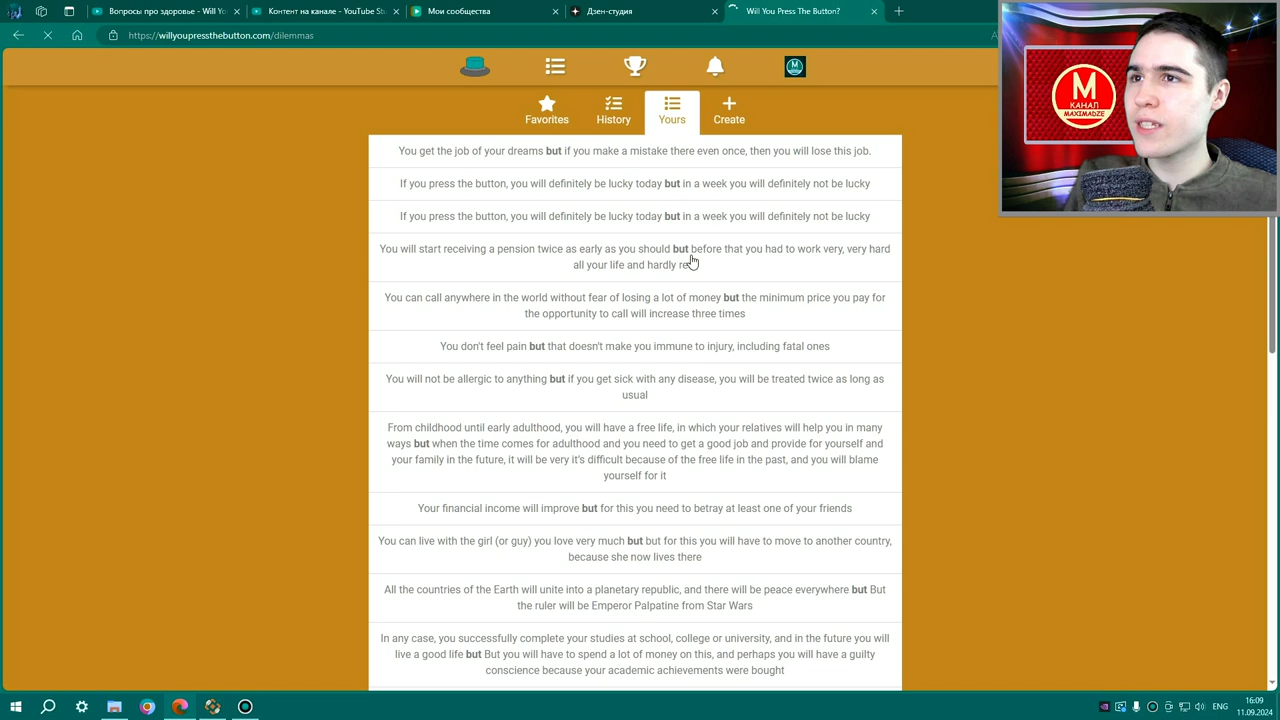 Вопросы про здоровье - Will Yo
Контент на канале - YouTube Stu
Мои сообщества
Дзен-студия
Will You Press The Button?
https://willyoupressthebutton.com/dilemmas
M
КАНАЛ
MAXIMADZE
Favorites
History
Yours
Create
You get the job of your dreams but if you make a mistake there even once, then you will lose this job.
If you press the button, you will definitely be lucky today but in a week you will definitely not be lucky
If you press the button, you will definitely be lucky today but in a week you will definitely not be lucky
You will start receiving a pension twice as early as you should but before that you had to work very, very hard
all your life and hardly
You can call anywhere in the world without fear of losing a lot of money but the minimum price you pay for
the opportunity to call will increase three times
You don't feel pain but that doesn't make you immune to injury, including fatal ones
You will not be allergic to anything but if you get sick with any disease, you will be treated twice as long as
usual
From childhood until early adulthood, you will have a free life, in which your relatives will help you in many
ways but when the time comes for adulthood and you need to get a good job and provide for yourself and
your family in the future, it will be very it's difficult because of the free life in the past, and you will blame
yourself for it
Your financial income will improve but for this you need to betray at least one of your friends
You can live with the girl (or guy) you love very much but but for this you will have to move to another country,
because she now lives there
All the countries of the Earth will unite into a planetary republic, and there will be peace everywhere but But
the ruler will be Emperor Palpatine from Star Wars
In any case, you successfully complete your studies at school, college or university, and in the future you will
live a good life but But you will have to spend a lot of money on this, and perhaps you will have a guilty
conscience because your academic achievements were bought
ENG
16:09
11.09.2024